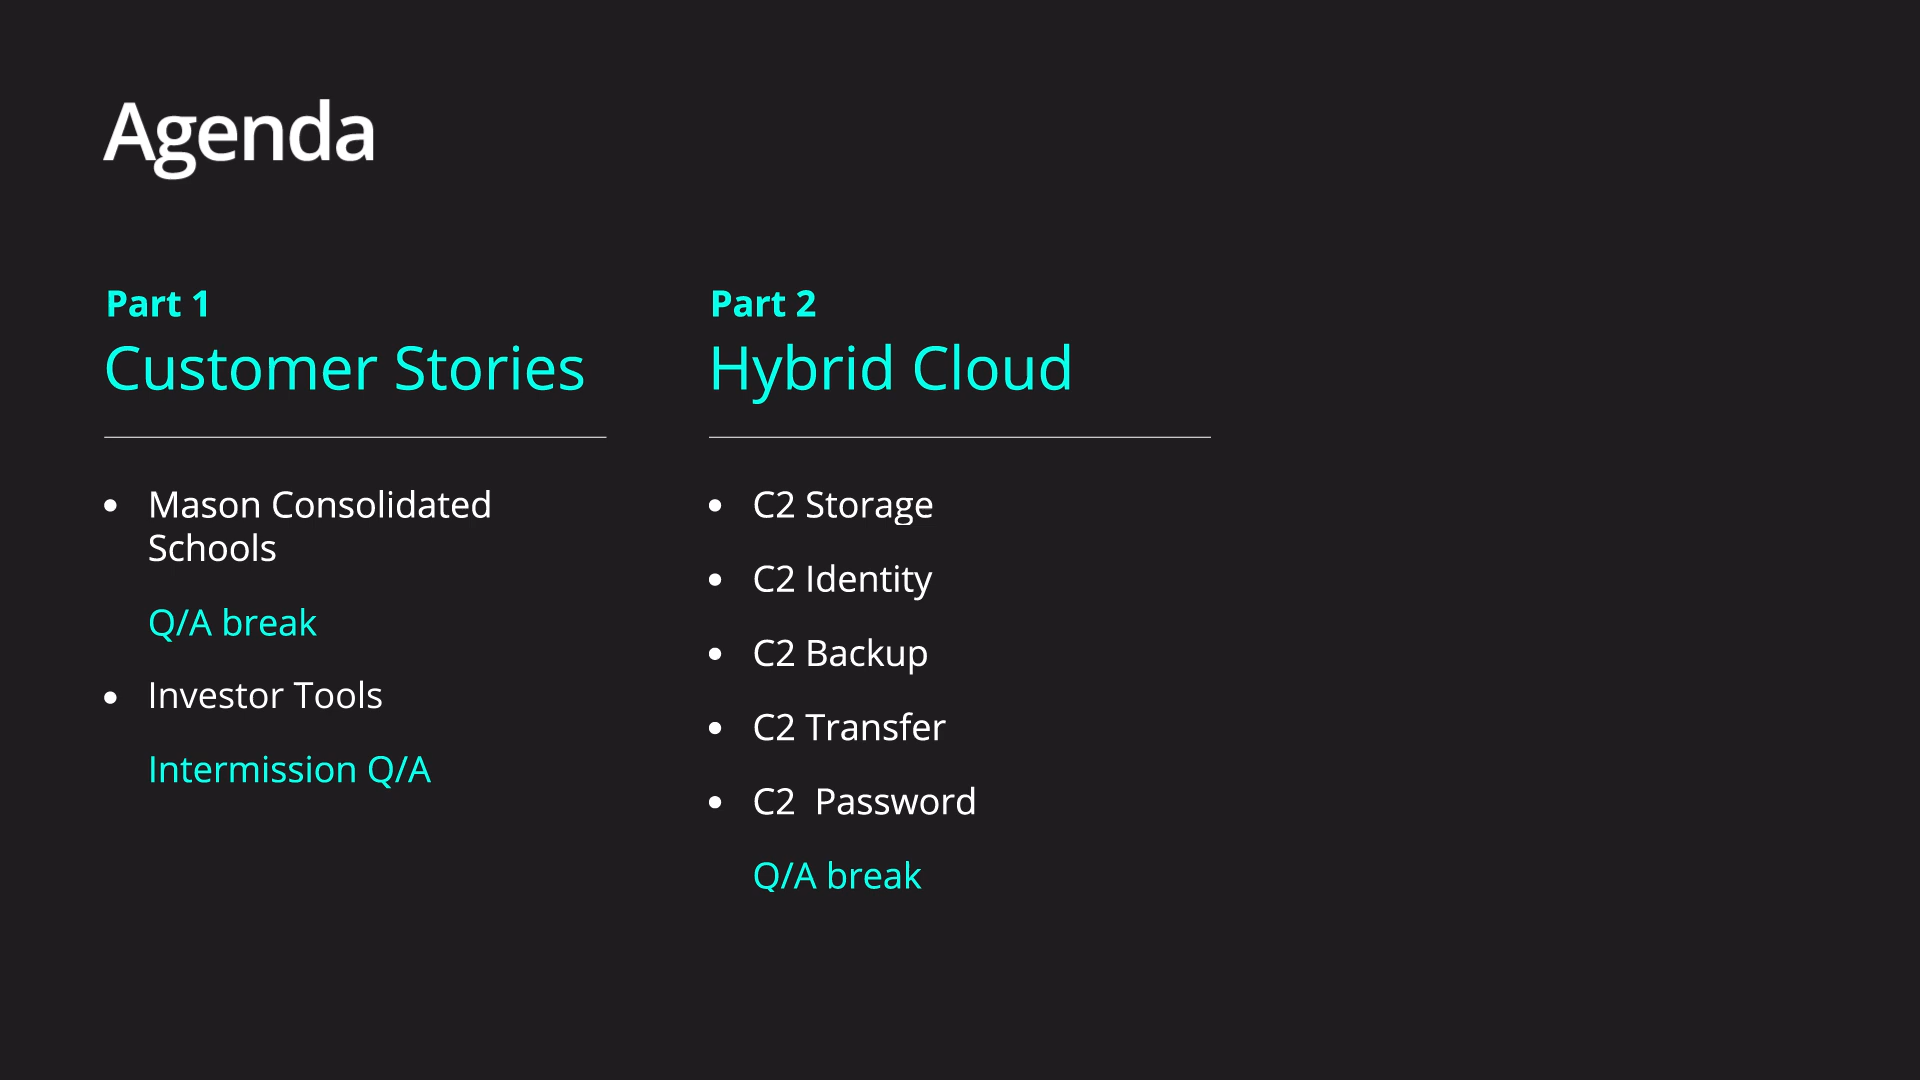 Agenda
Part 1
Customer Stories
• Mason Consolidated
Schools
Q/A break
• Investor Tools
Intermission Q/A
Part 2
Hybrid Cloud
• C2 Storage
• C2 Identity
• C2 Backup
• C2 Transfer
• C2  Password
Q/A break